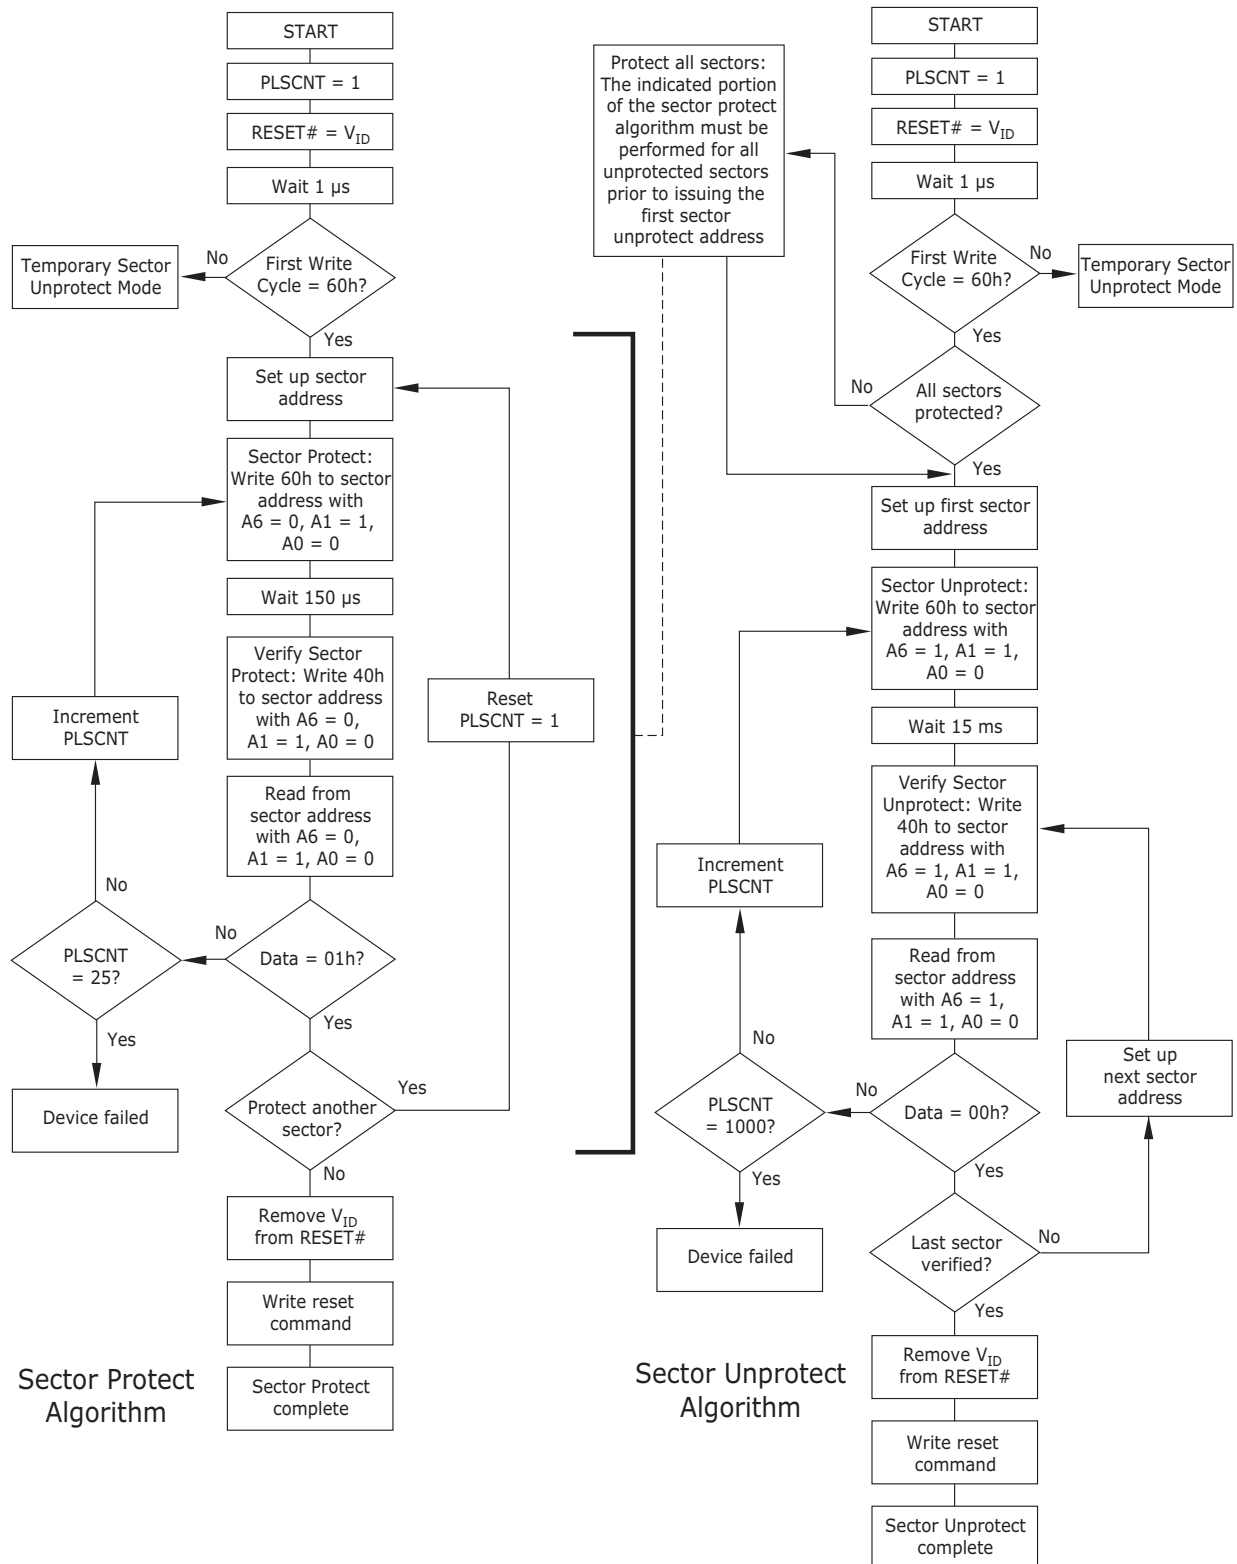 START
PLSCNT = 1
RESET# = VID
Wait 1 μs
First Write
Cycle = 60h?
No
Temporary Sector
Unprotect Mode
Yes
Set up sector
address
Sector Protect:
Write 60h to sector
address with
A6 = 0, A1 = 1,
A0 = 0
Wait 150 μs
Verify Sector
Protect: Write 40h
to sector address
with A6 = 0,
A1 = 1, A0 = 0
Reset
PLSCNT = 1
Increment
PLSCNT
Read from
sector address
with A6 = 0,
A1 = 1, A0 = 0
No
No
Data = 01h?
PLSCNT
= 25?
Yes
Yes
Device failed
Protect another
sector?
Yes
No
Remove VID
from RESET#
Write reset
command
Sector Protect
complete
Sector Protect
Algorithm
Protect all sectors:
The indicated portion
of the sector protect
algorithm must be
performed for all
unprotected sectors
prior to issuing the
first sector
unprotect address
START
PLSCNT = 1
RESET# = VID
Wait 1 μs
First Write
Cycle = 60h?
No
Temporary Sector
Unprotect Mode
Yes
No
All sectors
protected?
Yes
Set up first sector
address
Sector Unprotect:
Write 60h to sector
address with
A6 = 1, A1 = 1,
A0 = 0
Wait 15 ms
Verify Sector
Unprotect: Write
40h to sector
address with
A6 = 1, A1 = 1,
A0 = 0
Increment
PLSCNT
Read from
sector address
with A6 = 1,
A1 = 1, A0 = 0
No
No
Data = 00h?
PLSCNT
= 1000?
Set up
next sector
address
Yes
Yes
Device failed
Last sector
verified?
No
Yes
Remove VID
from RESET#
Write reset
command
Sector Unprotect
complete
Sector Unprotect
Algorithm